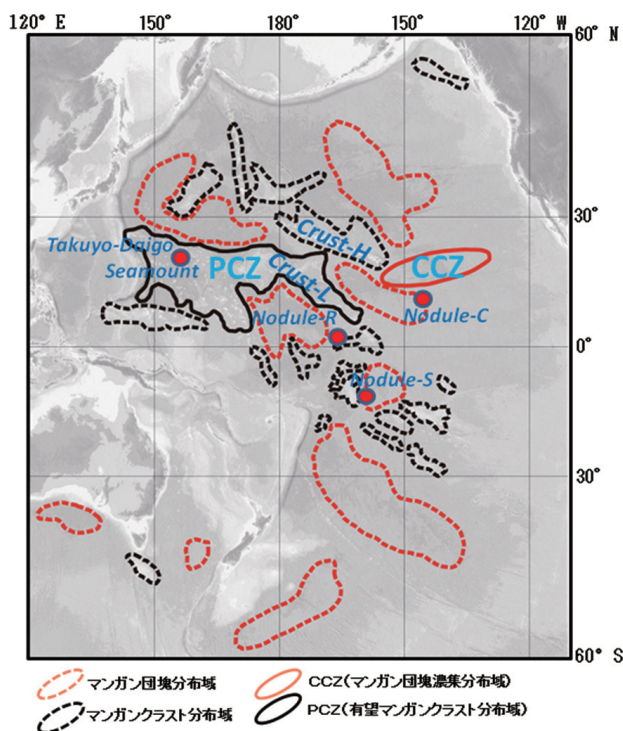 120° E 150° 180° 150° 120° W
60° N
Takuyo-Daigo
Seamount
PCZ
Crust-H
Crust-L
CCZ
30°
Nodule-R
Nodule-C
0°
Nodule-S
30°
60° S
マンガン団塊分布域
CCZ(マンガン団塊濃集分布域)
マンガンクラスト分布域
PCZ(有望マンガンクラスト分布域)